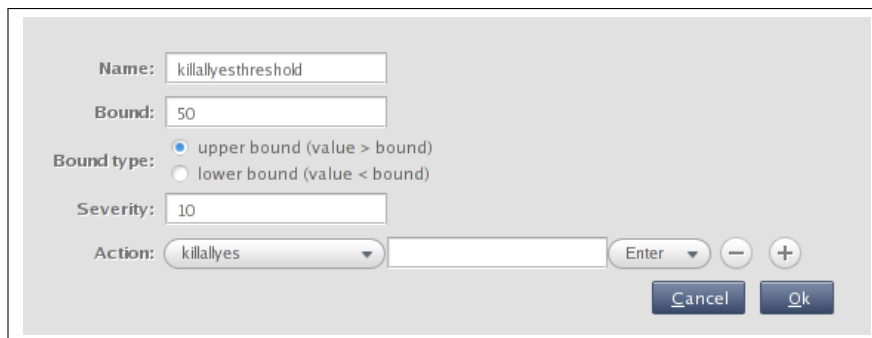 Name: killallyesthreshold
Bound: 50
Bound type: upper bound (value > bound)
lower bound (value < bound)
Severity: 10
Action: killallyes Enter − +
Cancel Ok